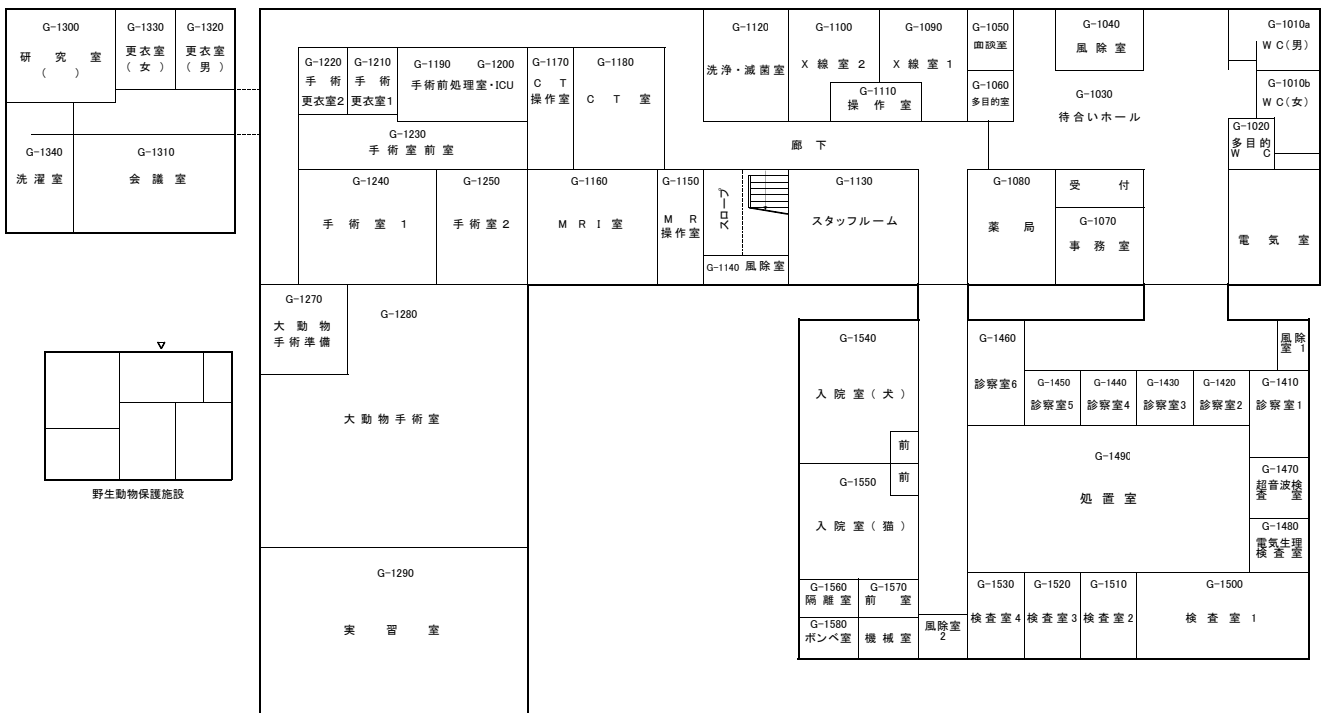 G-1300
研究室
(　　)
G-1330
更衣室
(女)
G-1320
更衣室
(男)
G-1340
洗濯室
G-1310
会議室
野生動物保護施設
G-1220
手術
更衣室2
G-1210
手術
更衣室1
G-1190 G-1200
手術前処理室・ICU
G-1170
CT
操作室
G-1180
CT室
G-1230
手術室前室
G-1240
手術室1
G-1250
手術室2
G-1160
MRI室
G-1150
MR
操作室
スロープ
G-1140 風除室
G-1120
洗浄・滅菌室
G-1100
X線室2
G-1090
X線室1
G-1110
操作室
G-1050
面談室
G-1060
多目的室
G-1040
風除室
G-1030
待合いホール
G-1010a
WC(男)
G-1010b
WC(女)
G-1020
多目的
WC
廊下
G-1130
スタッフルーム
G-1080
薬局
受付
G-1070
事務室
電気室
G-1270
大動物
手術準備
G-1280
大動物手術室
G-1290
実習室
G-1540
入院室(犬)
前
前
G-1550
入院室(猫)
G-1560
隔離室
G-1570
前室
G-1580
ボンベ室
機械室
風除室
2
G-1460
診察室6
G-1450
診察室5
G-1440
診察室4
G-1430
診察室3
G-1420
診察室2
G-1410
診察室1
風除
室1
G-1490
処置室
G-1470
超音波検
査室
G-1480
電気生理
検査室
G-1530
検査室4
G-1520
検査室3
G-1510
検査室2
G-1500
検査室1